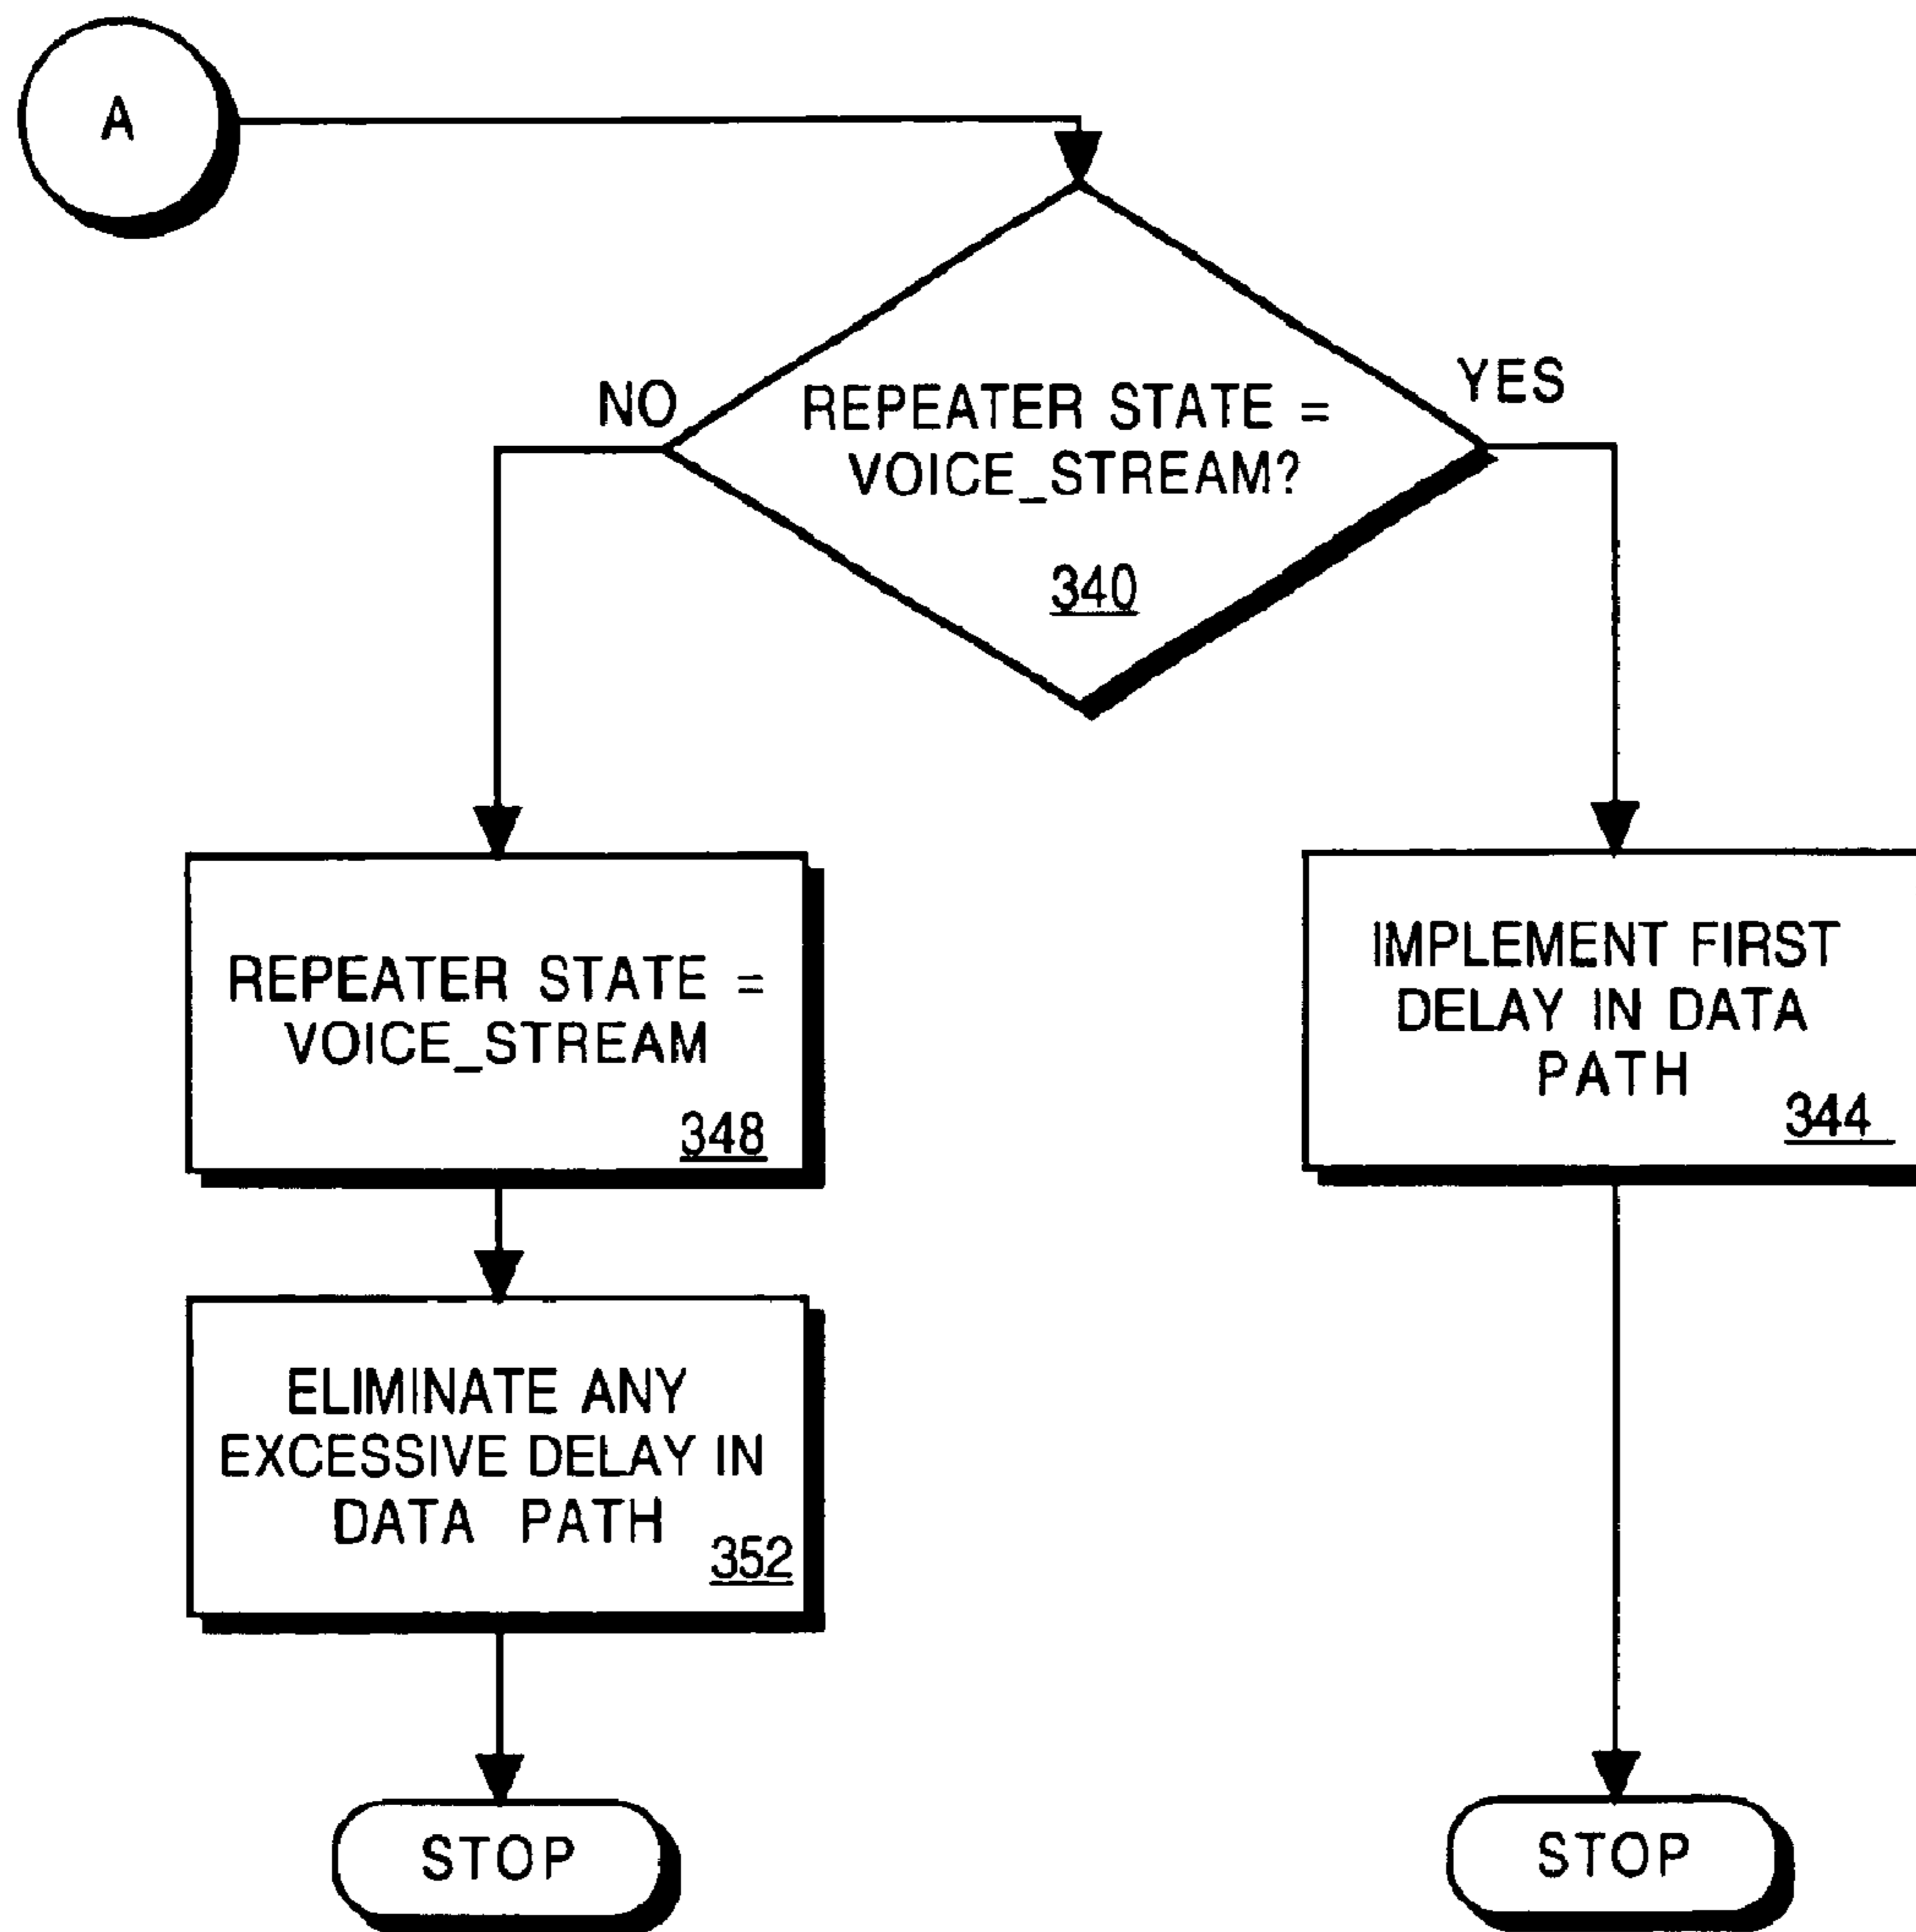 A
NO
YES
REPEATER STATE =
VOICE_STREAM?
340
REPEATER STATE =
VOICE_STREAM
348
IMPLEMENT FIRST
DELAY IN DATA
PATH
344
ELIMINATE ANY
EXCESSIVE DELAY IN
DATA PATH
352
STOP
STOP